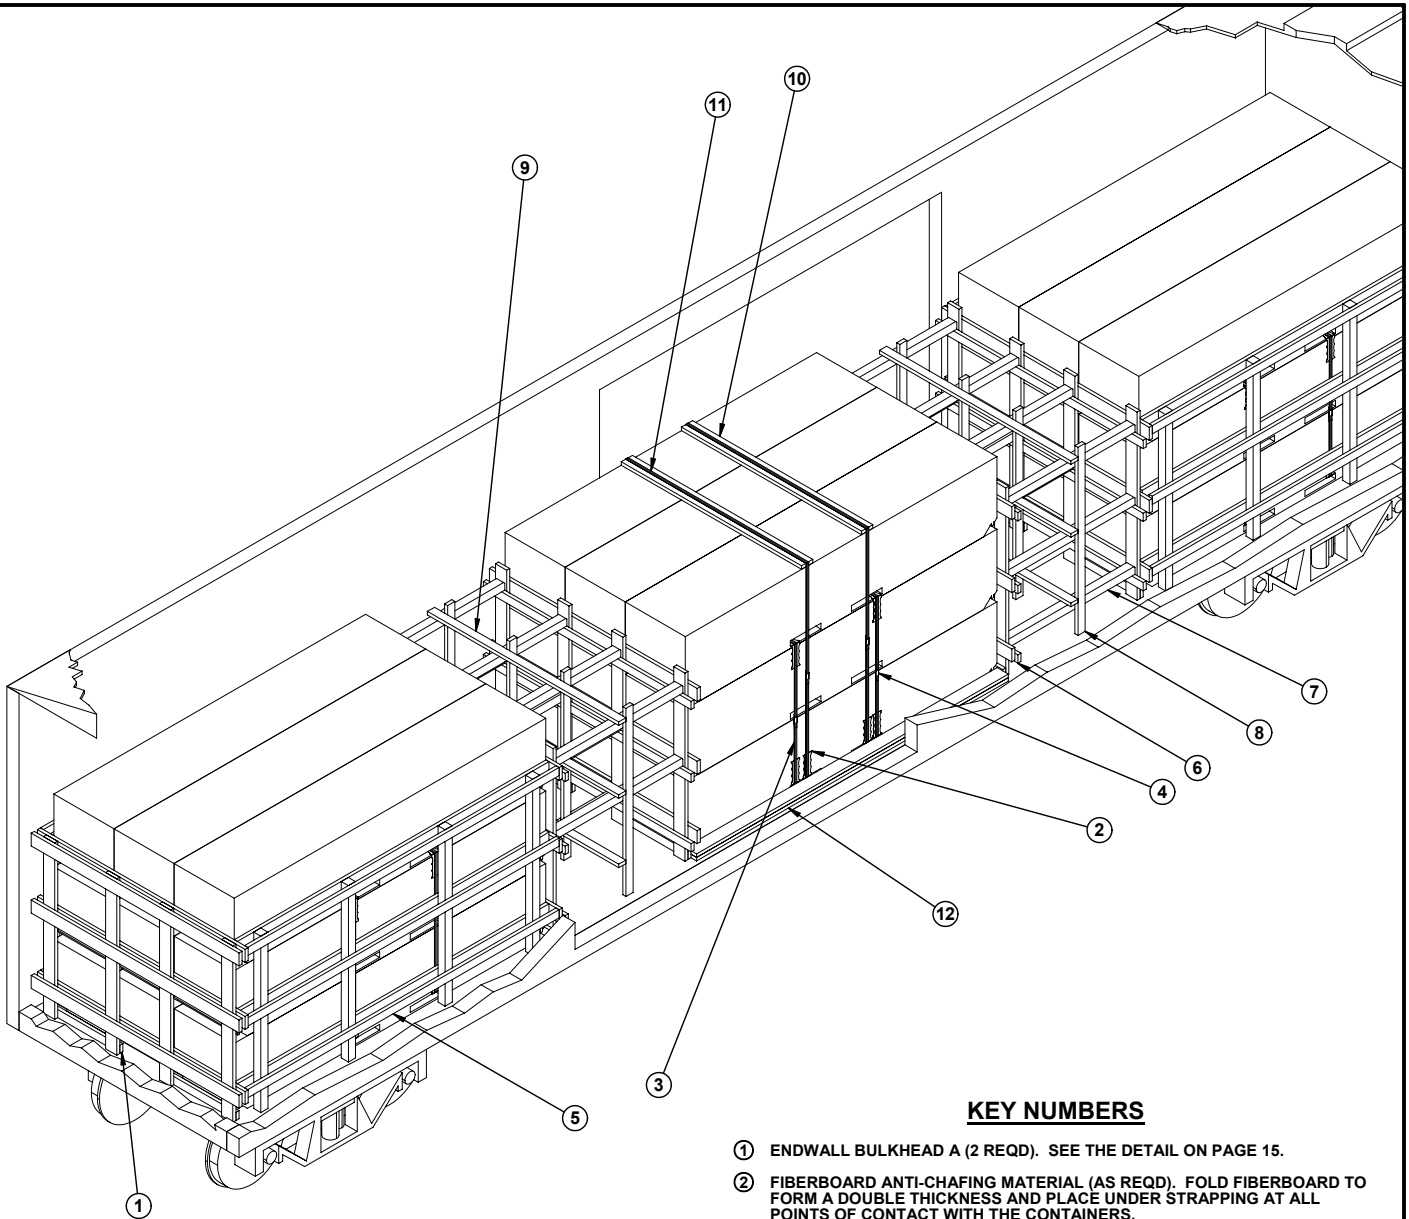 10
11
9
7
8
6
4
2
12
3
5
1
KEY NUMBERS
① ENDWALL BULKHEAD A (2 REQD). SEE THE DETAIL ON PAGE 15.
② FIBERBOARD ANTI-CHAFING MATERIAL (AS REQD). FOLD FIBERBOARD TO
FORM A DOUBLE THICKNESS AND PLACE UNDER STRAPPING AT ALL
POINTS OF CONTACT WITH THE CONTAINERS.